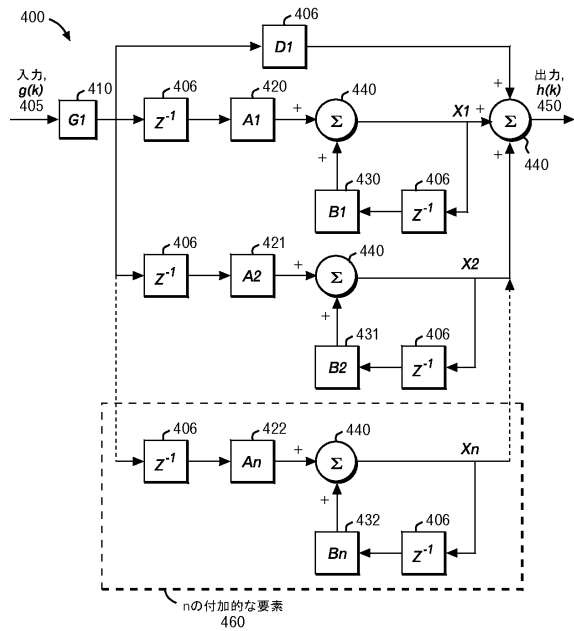 400
406
D1
入力,
g(k)
405
410
G1
406
Z-1
420
A1
+
440
Σ
X1
+
+
+
440
Σ
出力,
h(k)
450
+
430
B1
406
Z-1
406
Z-1
421
A2
+
440
Σ
X2
+
431
B2
406
Z-1
406
Z-1
422
An
+
440
Σ
Xn
+
432
Bn
406
Z-1
nの付加的な要素
460